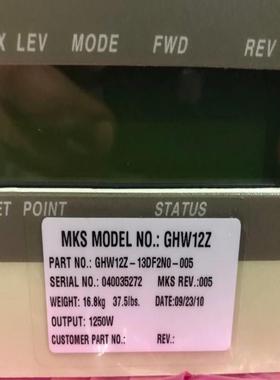 X LEV MODE FWD REV
ET POINT STATUS
MKS MODEL NO.: GHW12Z
PART NO.: GHW12Z-13DF2N0-005
SERIAL NO.: 040035272 MKS REV.:005
WEIGHT: 16.8kg 37.5lbs. DATE:09/23/10
OUTPUT: 1250W
CUSTOMER PART NO.: REV.: